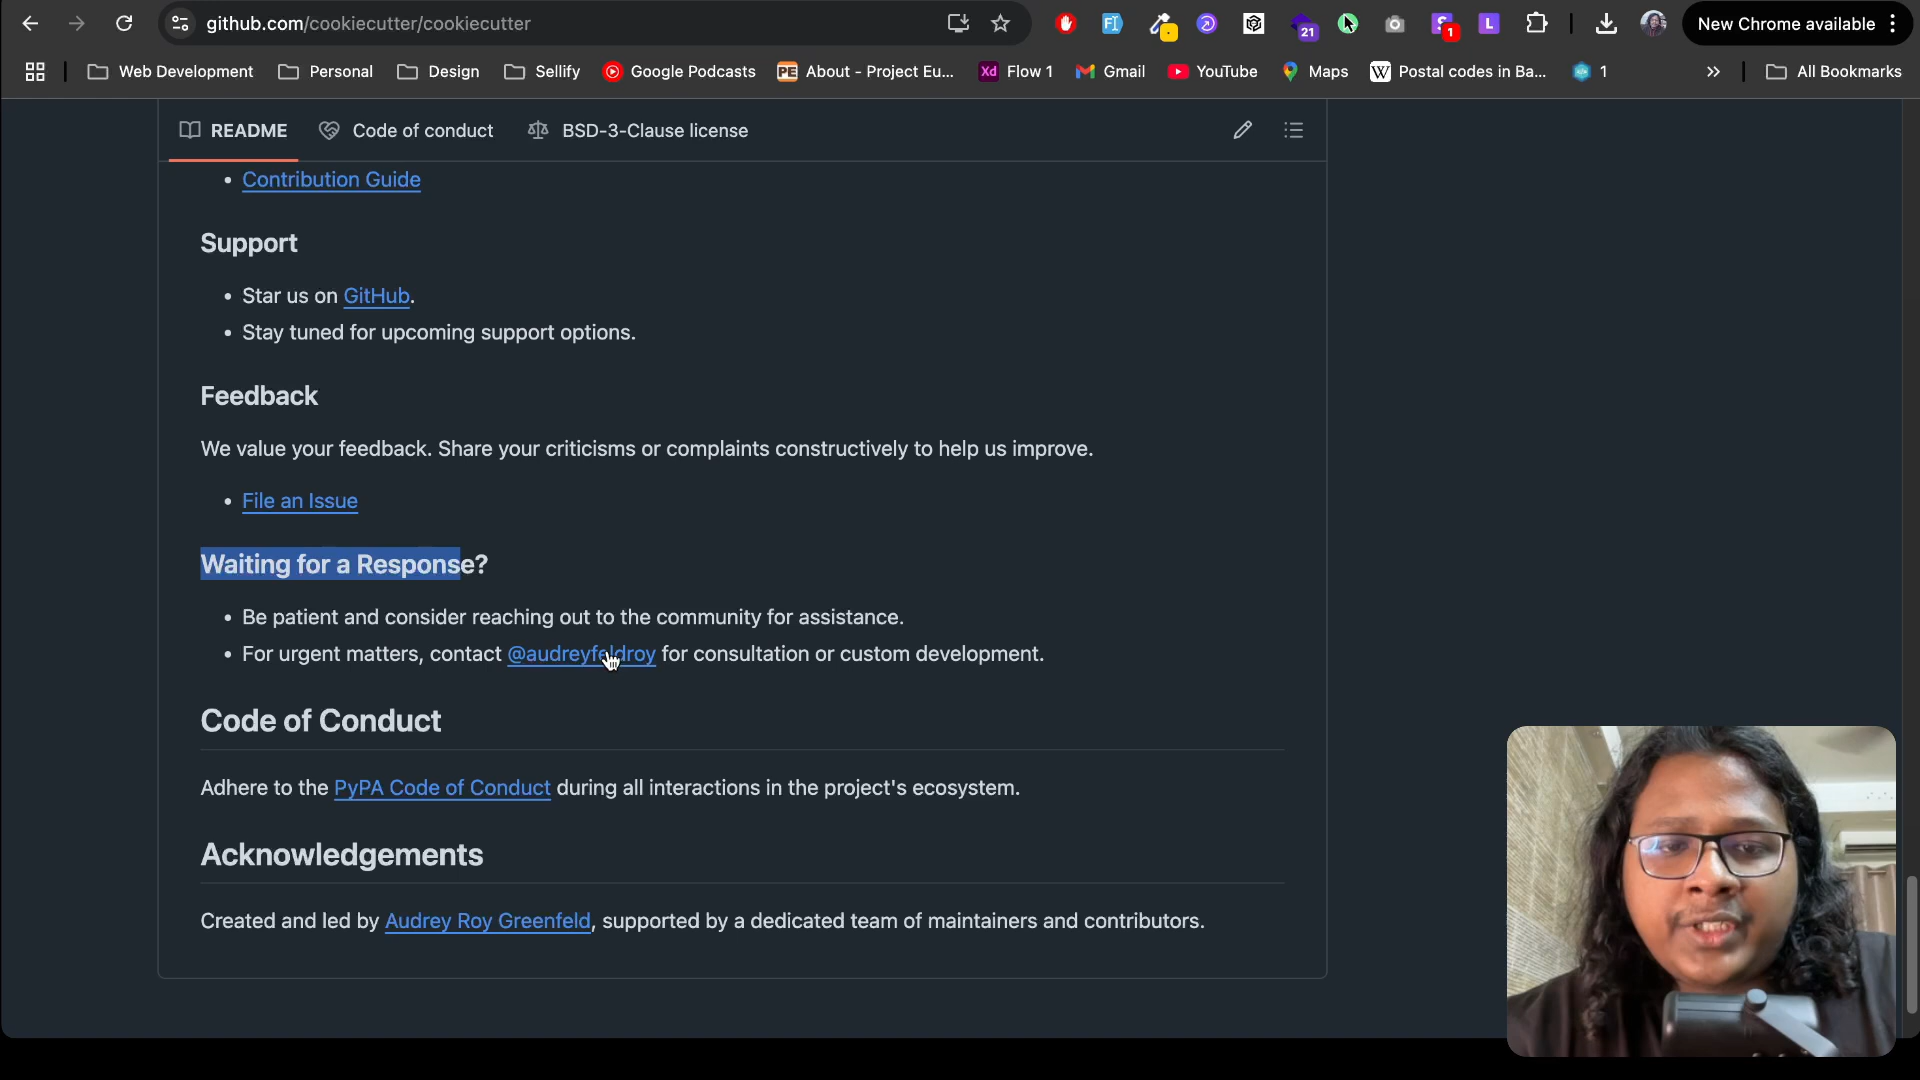 github.com/cookiecutter/cookiecutter
21
1
L
New Chrome available
Web Development
Personal
Design
Sellify
Google Podcasts
PE
About - Project Eu...
Xd
Flow 1
Gmail
YouTube
Maps
W
Postal codes in Ba...
1
All Bookmarks
README
Code of conduct
BSD-3-Clause license
• Contribution Guide
Support
• Star us on GitHub.
• Stay tuned for upcoming support options.
Feedback
We value your feedback. Share your criticisms or complaints constructively to help us improve.
• File an Issue
Waiting for a Response?
• Be patient and consider reaching out to the community for assistance.
• For urgent matters, contact @audreyfeldroy for consultation or custom development.
Code of Conduct
Adhere to the PyPA Code of Conduct during all interactions in the project's ecosystem.
Acknowledgements
Created and led by Audrey Roy Greenfeld, supported by a dedicated team of maintainers and contributors.